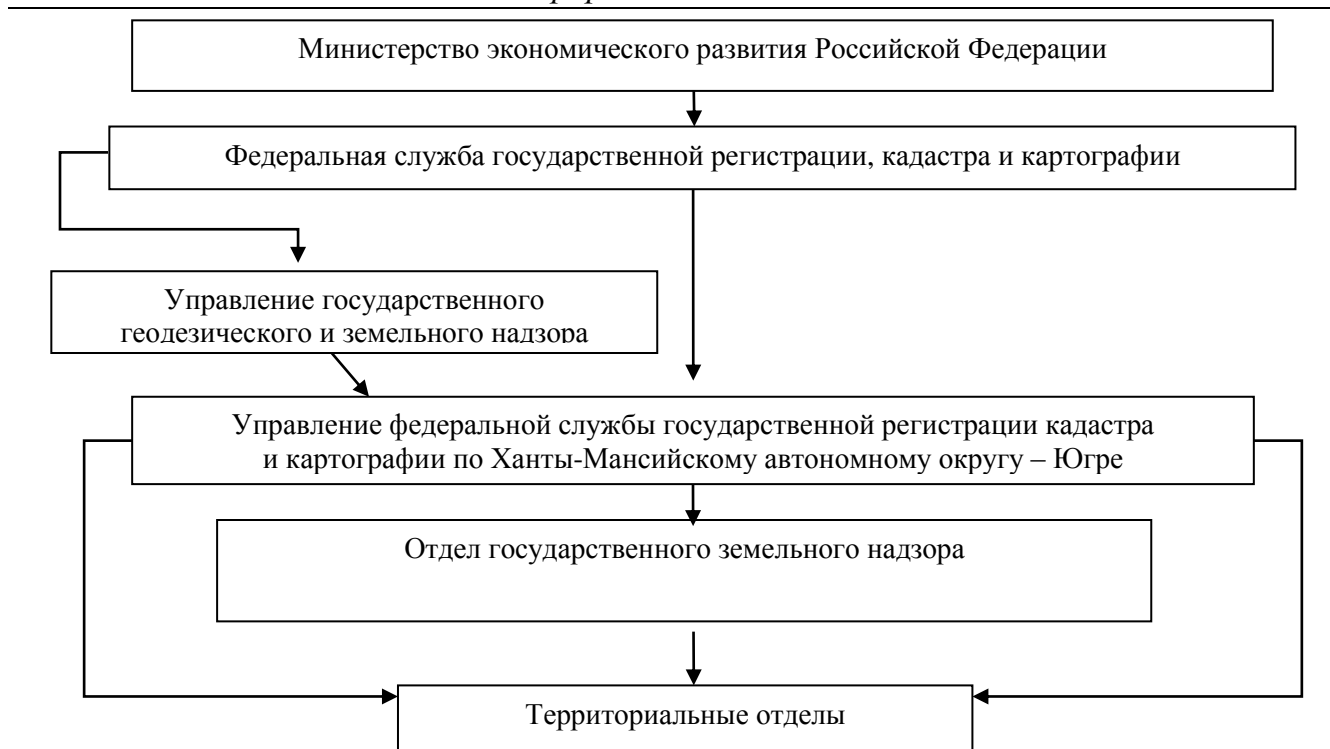 Министерство экономического развития Российской Федерации
Федеральная служба государственной регистрации, кадастра и картографии
Управление государственного
геодезического и земельного надзора
Управление федеральной службы государственной регистрации кадастра
и картографии по Ханты-Мансийскому автономному округу – Югре
Отдел государственного земельного надзора
Территориальные отделы